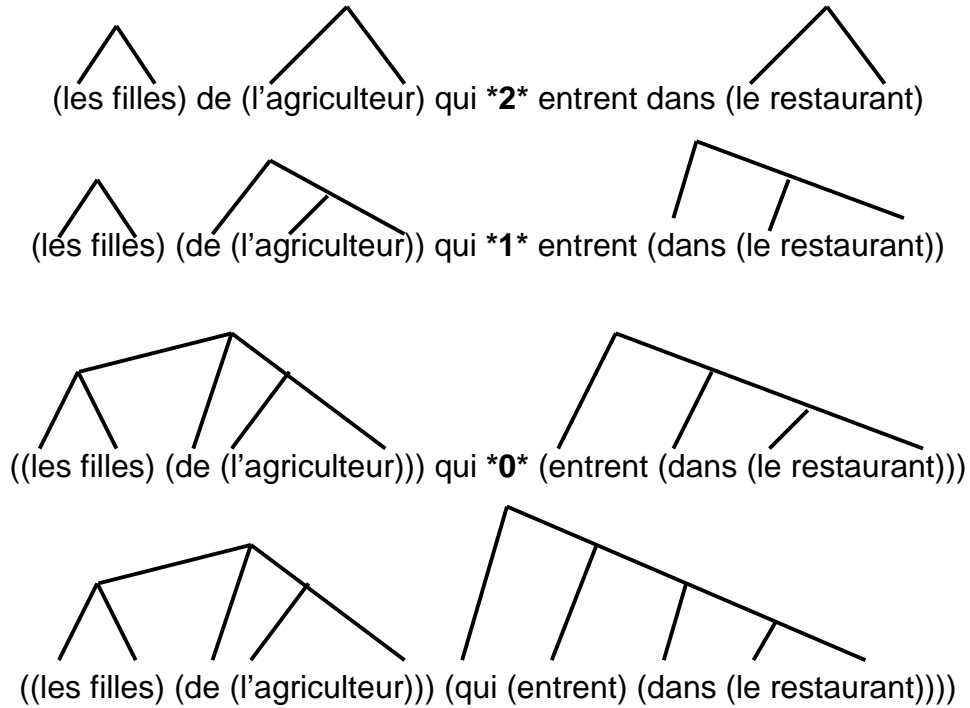 (les filles) de (l'agriculteur) qui *2* entrent dans (le restaurant)
(les filles) (de (l'agriculteur)) qui *1* entrent (dans (le restaurant))
((les filles) (de (l'agriculteur))) qui *0* (entrent (dans (le restaurant)))
((les filles) (de (l'agriculteur))) (qui (entrent) (dans (le restaurant))))